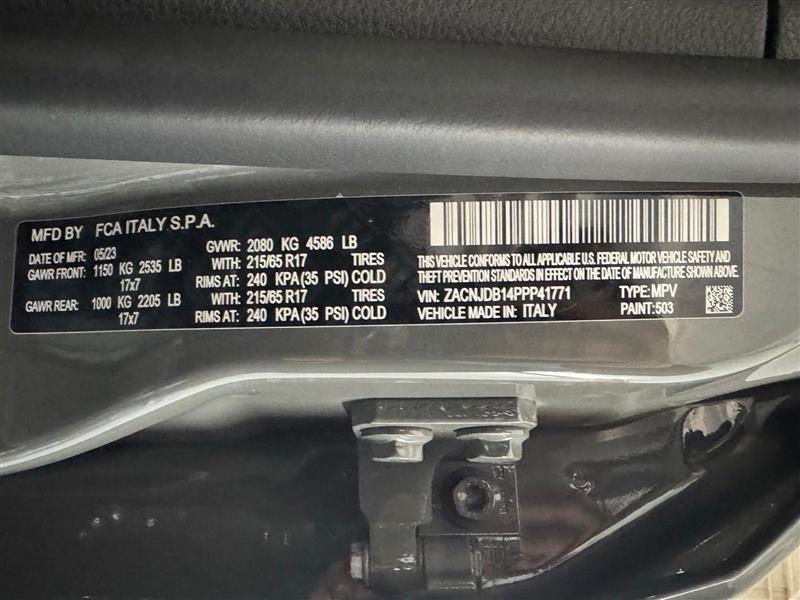 MFD BY FCA ITALY S.P.A.
DATE OF MFR: 05/23 GVWR: 2080 KG 4586 LB
GAWR FRONT: 1150 KG 2535 LB WITH: 215/65 R17 TIRES
17x7 RIMS AT: 240 KPA(35 PSI) COLD
GAWR REAR: 1000 KG 2205 LB WITH: 215/65 R17 TIRES
17x7 RIMS AT: 240 KPA(35 PSI) COLD
THIS VEHICLE CONFORMS TO ALL APPLICABLE U.S. FEDERAL MOTOR VEHICLE SAFETY AND
THEFT PREVENTION STANDARDS IN EFFECT ON THE DATE OF MANUFACTURE SHOWN ABOVE.
VIN: ZACNJDB14PPP41771 TYPE: MPV
VEHICLE MADE IN: ITALY PAINT: 503